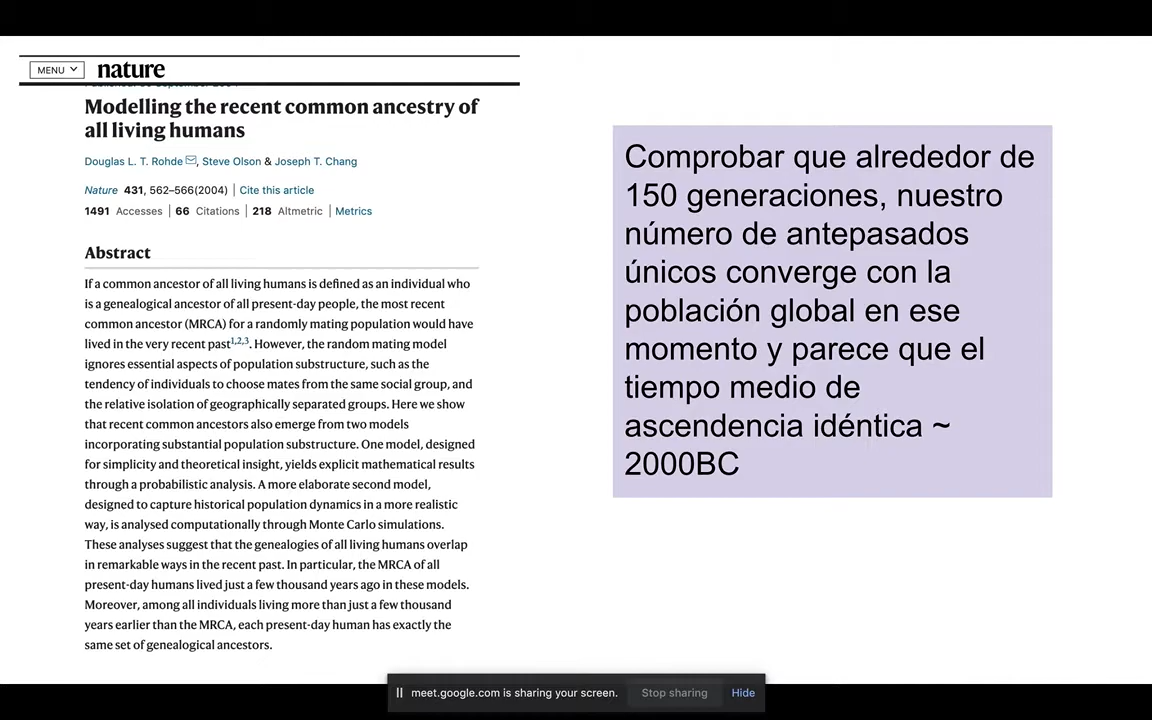 MENU
nature
Modelling the recent common ancestry of
all living humans
Douglas L. T. Rohde, Steve Olson & Joseph T. Chang
Nature 431, 562–566(2004) | Cite this article
1491 Accesses | 66 Citations | 218 Altmetric | Metrics
Abstract
If a common ancestor of all living humans is defined as an individual who
is a genealogical ancestor of all present-day people, the most recent
common ancestor (MRCA) for a randomly mating population would have
lived in the very recent past1,2,3. However, the random mating model
ignores essential aspects of population substructure, such as the
tendency of individuals to choose mates from the same social group, and
the relative isolation of geographically separated groups. Here we show
that recent common ancestors also emerge from two models
incorporating substantial population substructure. One model, designed
for simplicity and theoretical insight, yields explicit mathematical results
through a probabilistic analysis. A more elaborate second model,
designed to capture historical population dynamics in a more realistic
way, is analysed computationally through Monte Carlo simulations.
These analyses suggest that the genealogies of all living humans overlap
in remarkable ways in the recent past. In particular, the MRCA of all
present-day humans lived just a few thousand years ago in these models.
Moreover, among all individuals living more than just a few thousand
years earlier than the MRCA, each present-day human has exactly the
same set of genealogical ancestors.
Comprobar que alrededor de
150 generaciones, nuestro
número de antepasados
únicos converge con la
población global en ese
momento y parece que el
tiempo medio de
ascendencia idéntica ~
2000BC
meet.google.com is sharing your screen.
Stop sharing
Hide